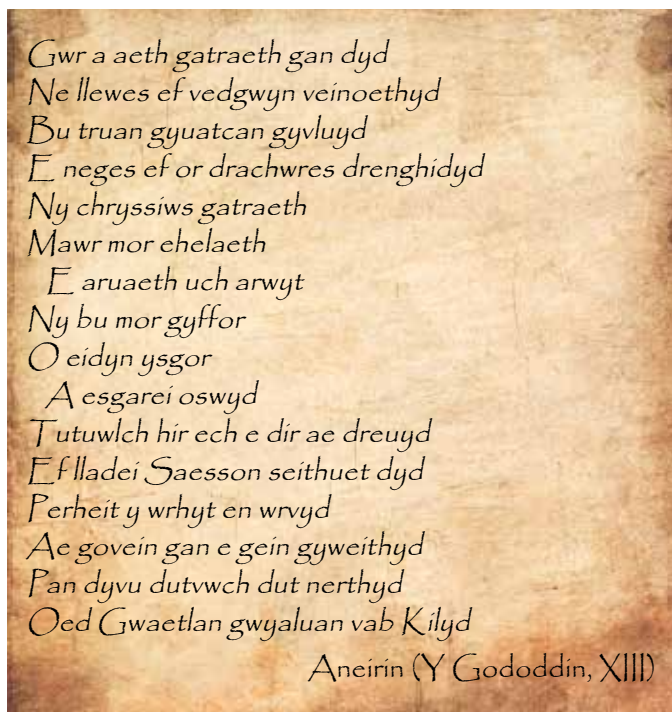 Gwr a aeth gatraeth gan dyd
Ne llewes ef vedgwyn veinoethyd
Bu truan gyuatcan gyvluyd
E neges ef or drachwres drenghidyd
Ny chryssiws gatraeth
Mawr mor ehelaeth
E aruaeth uch arwyt
Ny bu mor gyffor
O eidyn ysgor
A esgarei oswyd
Tutuwlch hir ech e dir ae dreuyd
Ef lladei Saesson seithuet dyd
Perheit y wrhyt en wrvyd
Ae govein gan e gein gyweithyd
Pan dyvu dutvwch dut nerthyd
Oed Gwaetlan gwyaluan vab Kilyd
Aneirin (Y Gododdin, XIII)